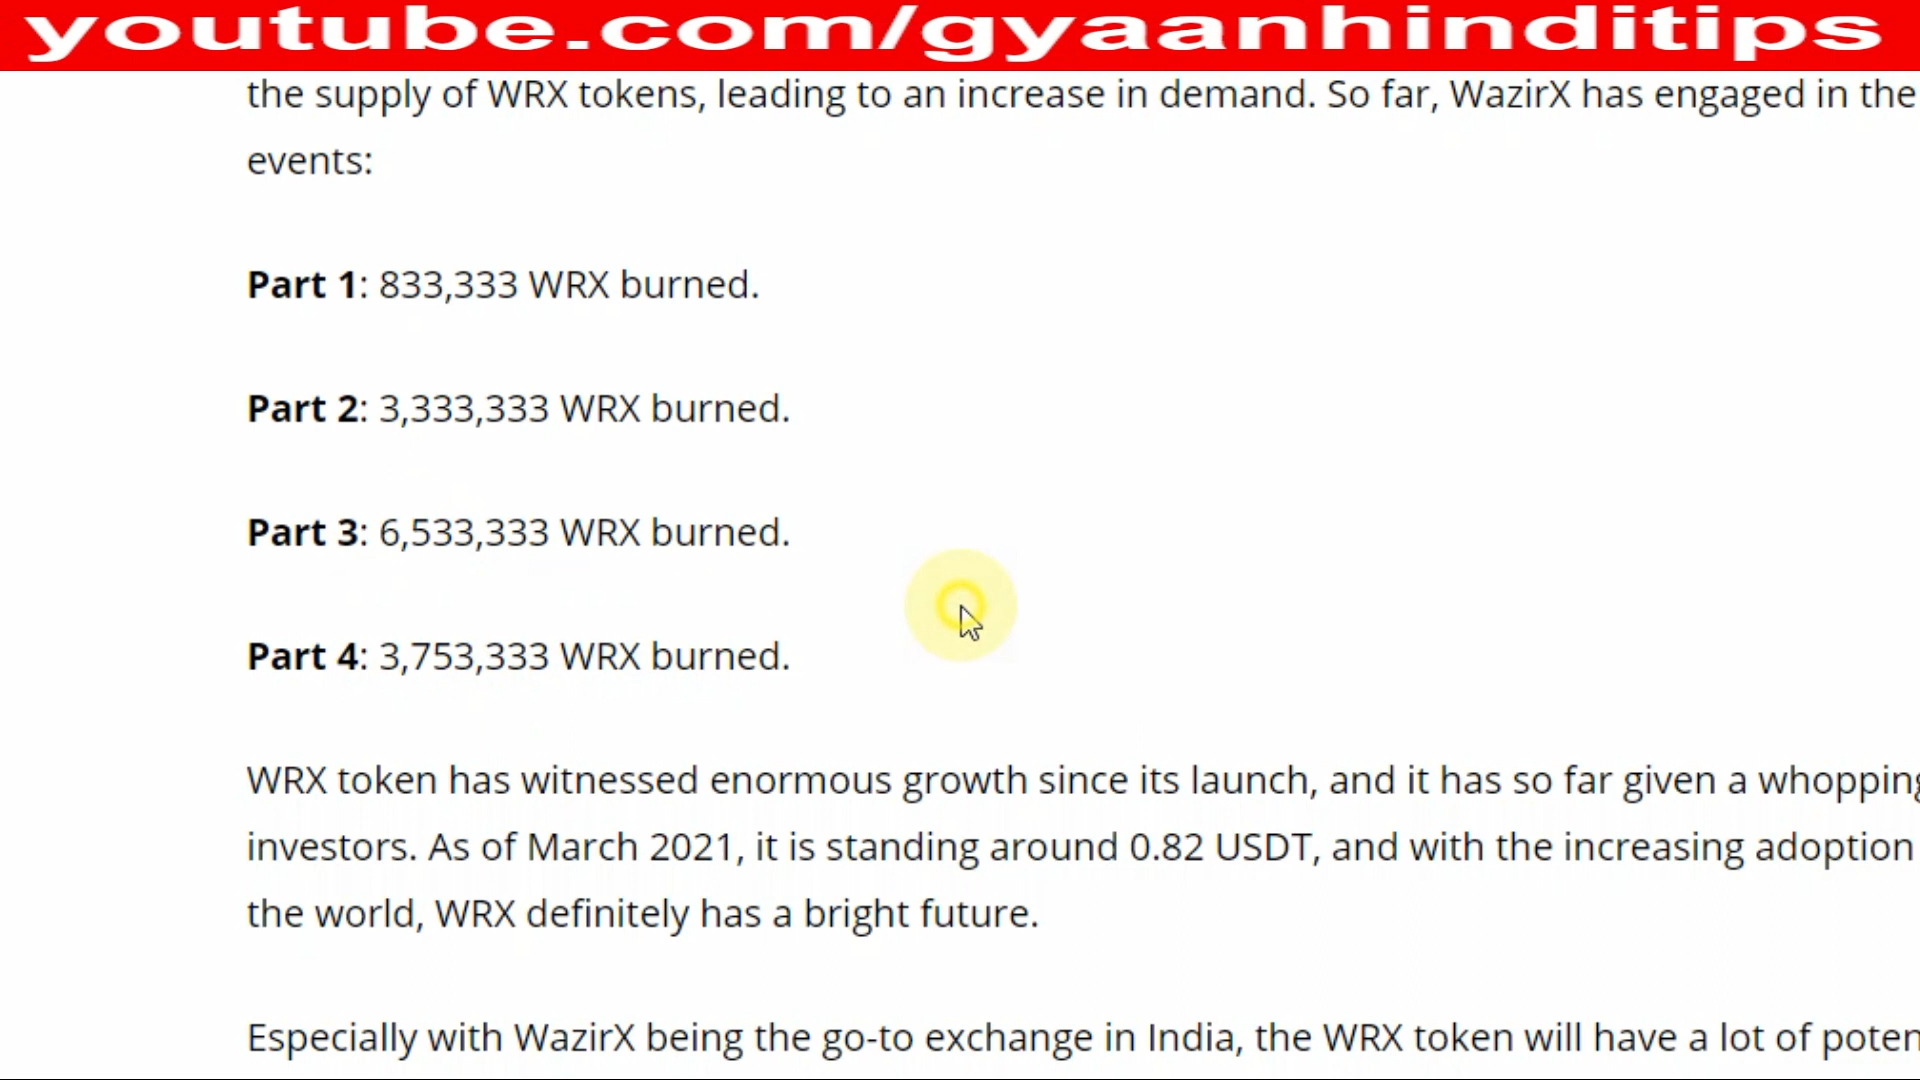 youtube.com/gyaanhinditips
the supply of WRX tokens, leading to an increase in demand. So far, WazirX has engaged in the
events:
Part 1: 833,333 WRX burned.
Part 2: 3,333,333 WRX burned.
Part 3: 6,533,333 WRX burned.
Part 4: 3,753,333 WRX burned.
WRX token has witnessed enormous growth since its launch, and it has so far given a whopping
investors. As of March 2021, it is standing around 0.82 USDT, and with the increasing adoption
the world, WRX definitely has a bright future.
Especially with WazirX being the go-to exchange in India, the WRX token will have a lot of